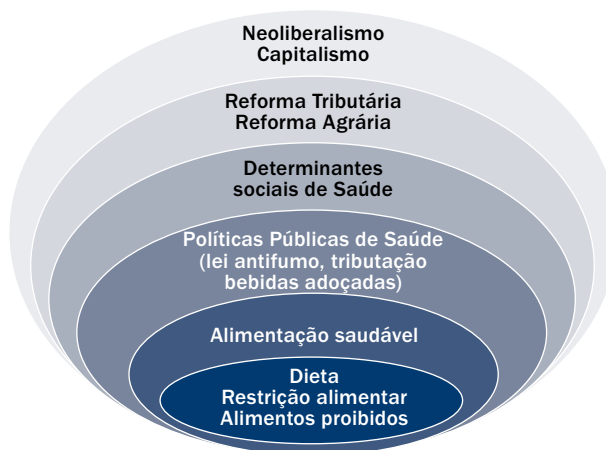 Neoliberalismo
Capitalismo
Reforma Tributária
Reforma Agrária
Determinantes
sociais de Saúde
Políticas Públicas de Saúde
(lei antifumo, tributação
bebidas adoçadas)
Alimentação saudável
Dieta
Restrição alimentar
Alimentos proibidos